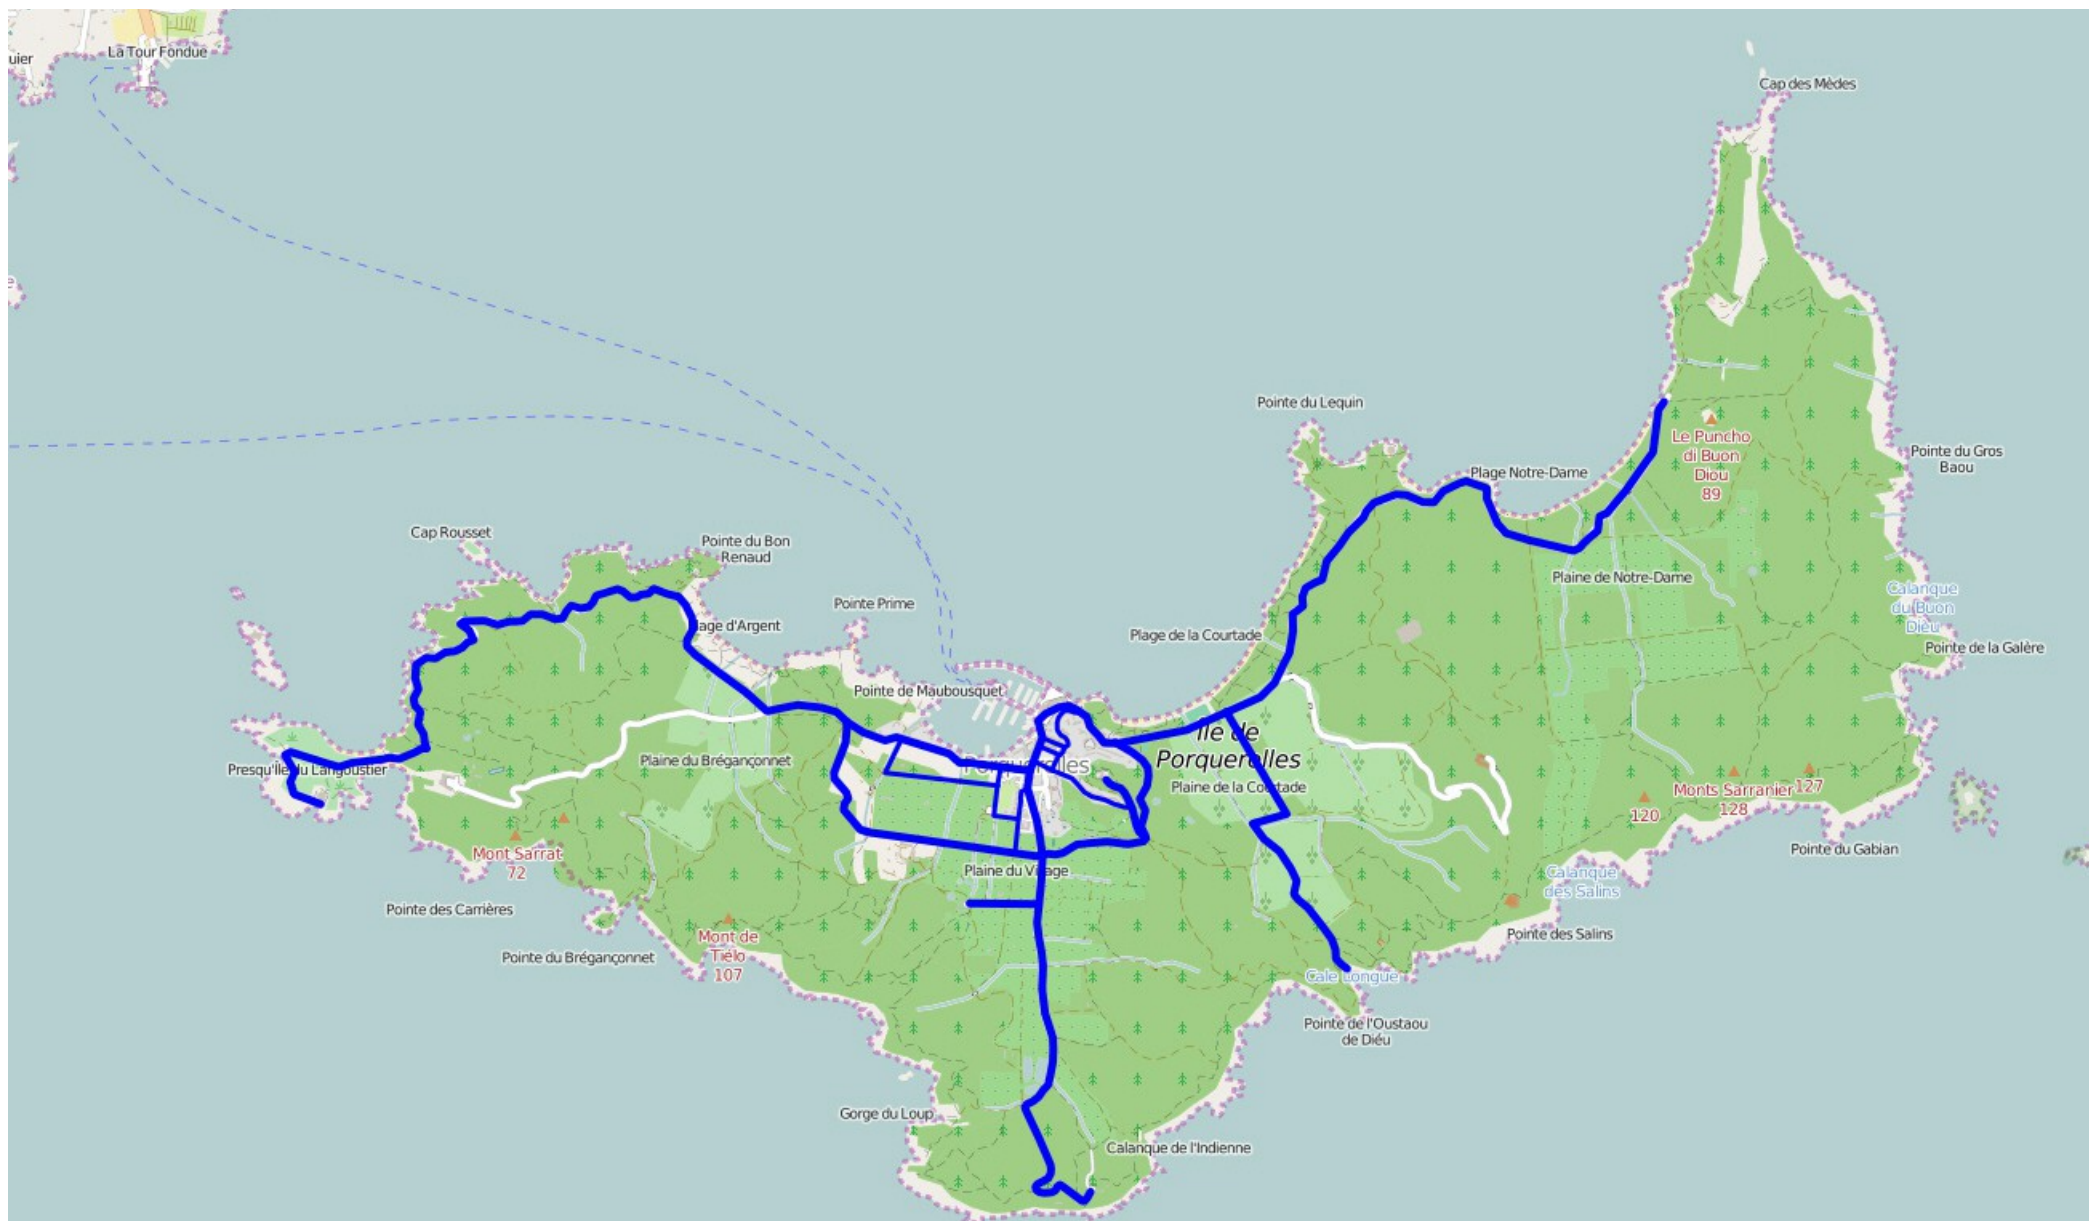 La Tour Fondue
uier
Cap des Mèdes
e
Pointe du Lequin
Le Puncho
di Buon
Diou
89
Pointe du Gros
Baou
Plage Notre-Dame
Cap Rousset
Pointe du Bon
Renaud
Plaine de Notre-Dame
Calanque
du Buon
Diéu
Pointe Prime
lage d'Argent
Plage de la Courtade
Pointe de la Galère
Pointe de Maubousquet
Île de
Porquerolles
Porquerolles
Plaine du Brégançonnet
Presqu'Île du Langoustier
Plaine de la Courtade
Monts Sarranier
128
127
120
Mont Sarrat
72
Pointe du Gabian
Plaine du Village
Calanque
des Salins
Pointe des Carrières
Pointe des Salins
Mont de
Tiélo
107
Pointe du Brégançonnet
Cale Longue
Pointe de l'Oustaou
de Diéu
Gorge du Loup
Calanque de l'Indienne